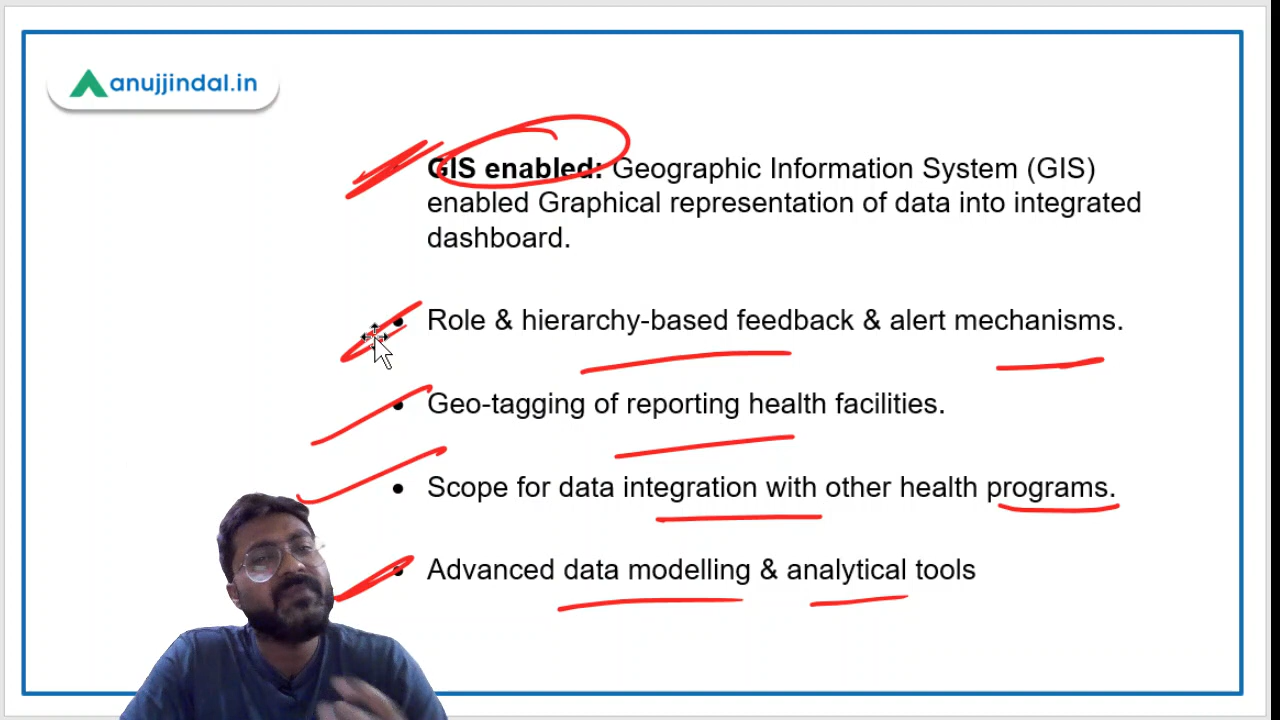 anujjindal.in
GIS enabled: Geographic Information System (GIS)
enabled Graphical representation of data into integrated
dashboard.
• Role & hierarchy-based feedback & alert mechanisms.
• Geo-tagging of reporting health facilities.
• Scope for data integration with other health programs.
• Advanced data modelling & analytical tools